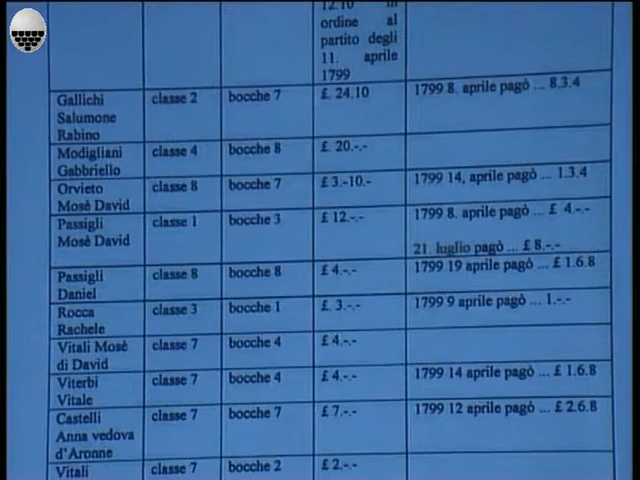 12.10 in
ordine al
partito degli
11. aprile
1799
Gallichi
Salumone
Rabino
classe 2
bocche 7
£. 24.10
1799 8. aprile pagò ... 8.3.4
Modigliani
Gabbriello
classe 4
bocche 8
£. 20.-.-
Orvieto
Mosè David
classe 8
bocche 7
£ 3.-10.-
1799 14, aprile pagò ... 1.3.4
Passigli
Mosè David
classe 1
bocche 3
£ 12.-.-
1799 8. aprile pagò ... £ 4.-.-
21. luglio pagò ... £ 8.-.-
Passigli
Daniel
classe 8
bocche 8
£ 4.-.-
1799 19 aprile pagò ... £ 1.6.8
Rocca
Rachele
classe 3
bocche 1
£. 3.-.-
1799 9 aprile pagò ... 1.-.-
Vitali Mosè
di David
classe 7
bocche 4
£ 4.-.-
Viterbi
Vitale
classe 7
bocche 4
£ 4.-.-
1799 14 aprile pagò ... £ 1.6.8
Castelli
Anna vedova
d'Aronne
classe 7
bocche 7
£ 7.-.-
1799 12 aprile pagò ... £ 2.6.8
Vitali
classe 7
bocche 2
£ 2.-.-